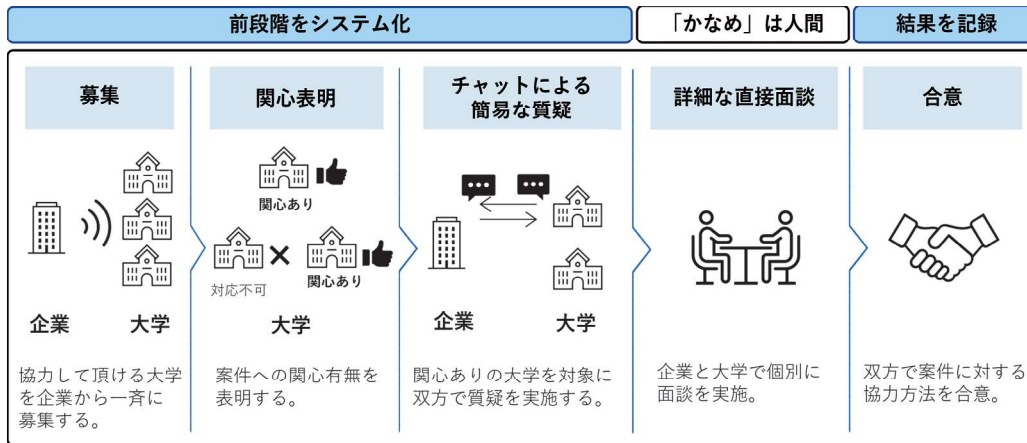 前段階をシステム化
「かなめ」は人間
結果を記録
募集
企業
大学
協力して頂ける大学
を企業から一斉に
募集する。
関心表明
関心あり
対応不可
関心あり
大学
案件への関心有無を
表明する。
チャットによる
簡易な質疑
企業
大学
関心ありの大学を対象に
双方で質疑を実施する。
詳細な直接面談
企業と大学で個別に
面談を実施。
合意
双方で案件に対する
協力方法を合意。